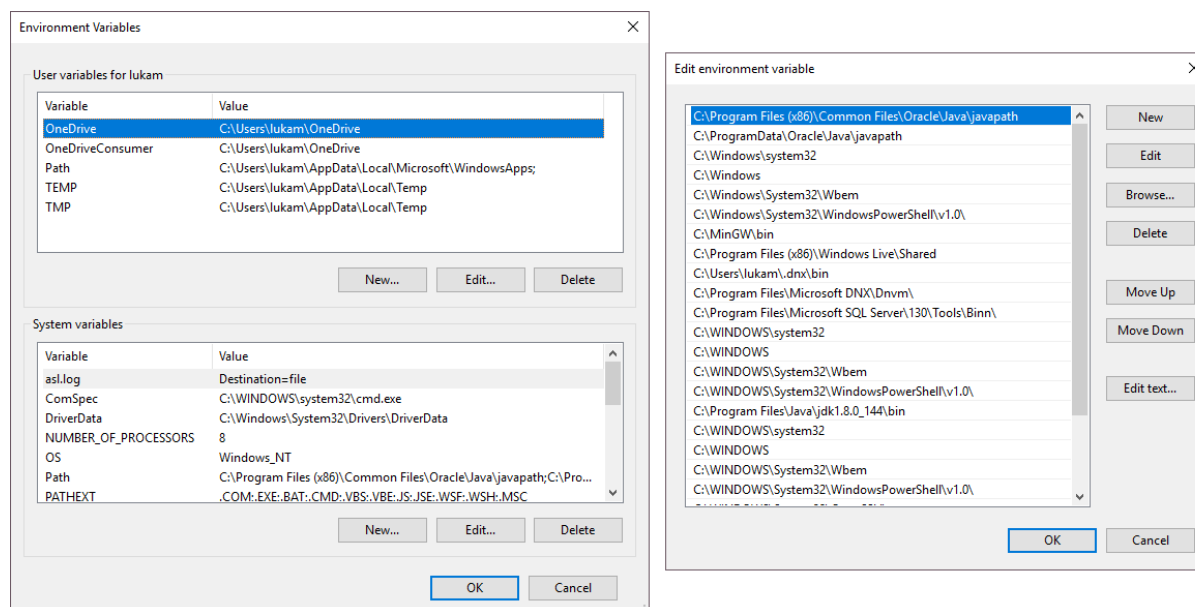 Environment Variables
User variables for lukam
Variable Value
OneDrive C:\Users\lukam\OneDrive
OneDriveConsumer C:\Users\lukam\OneDrive
Path C:\Users\lukam\AppData\Local\Microsoft\WindowsApps;
TEMP C:\Users\lukam\AppData\Local\Temp
TMP C:\Users\lukam\AppData\Local\Temp
New... Edit... Delete
System variables
Variable Value
asl.log Destination=file
ComSpec C:\WINDOWS\system32\cmd.exe
DriverData C:\Windows\System32\Drivers\DriverData
NUMBER_OF_PROCESSORS 8
OS Windows_NT
Path C:\Program Files (x86)\Common Files\Oracle\Java\javapath;C:\Pro...
PATHEXT .COM;.EXE;.BAT;.CMD;.VBS;.VBE;.JS;.JSE;.WSF;.WSH;.MSC
New... Edit... Delete
OK Cancel
Edit environment variable
C:\Program Files (x86)\Common Files\Oracle\Java\javapath
C:\ProgramData\Oracle\Java\javapath
C:\Windows\system32
C:\Windows
C:\Windows\System32\Wbem
C:\Windows\System32\WindowsPowerShell\v1.0\
C:\MinGW\bin
C:\Program Files (x86)\Windows Live\Shared
C:\Users\lukam\.dnx\bin
C:\Program Files\Microsoft DNX\Dnvm\
C:\Program Files\Microsoft SQL Server\130\Tools\Binn\
C:\WINDOWS\system32
C:\WINDOWS
C:\WINDOWS\System32\Wbem
C:\WINDOWS\System32\WindowsPowerShell\v1.0\
C:\Program Files\Java\jdk1.8.0_144\bin
C:\WINDOWS\system32
C:\WINDOWS
C:\WINDOWS\System32\Wbem
C:\WINDOWS\System32\WindowsPowerShell\v1.0\
New
Edit
Browse...
Delete
Move Up
Move Down
Edit text...
OK Cancel